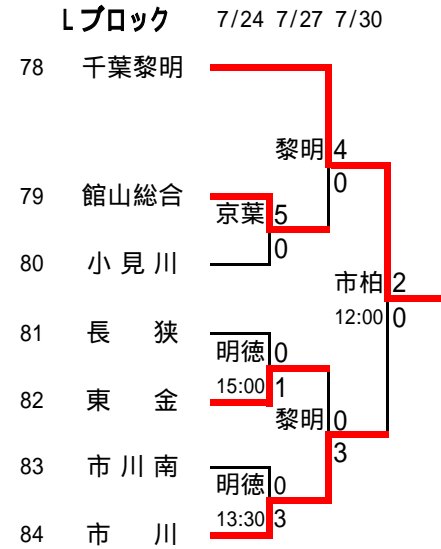 Lブロック 7/24 7/27 7/30
78 千葉黎明
黎明 4
0
79 館山総合
京葉 5
0
80 小見川
市柏 2
12:00 0
81 長狭
明徳 0
15:00 1
82 東金
黎明 0
3
83 市川南
明徳 0
13:30 3
84 市川